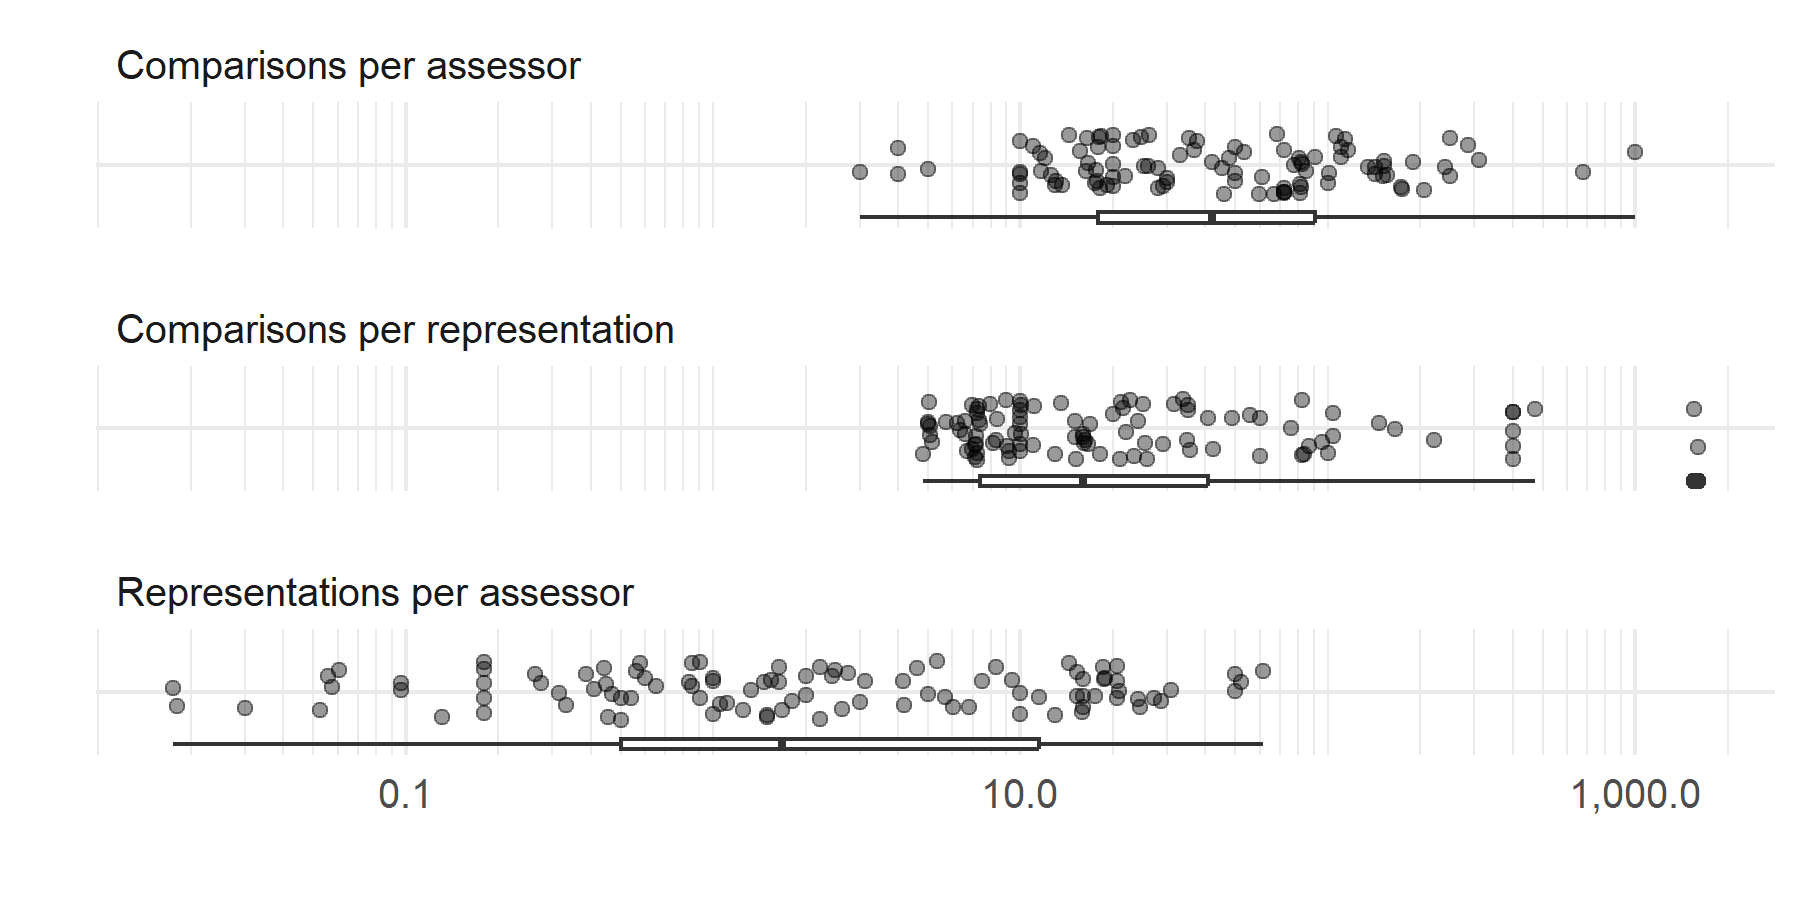 Comparisons per assessor
Comparisons per representation
Representations per assessor
0.1 10.0 1,000.0